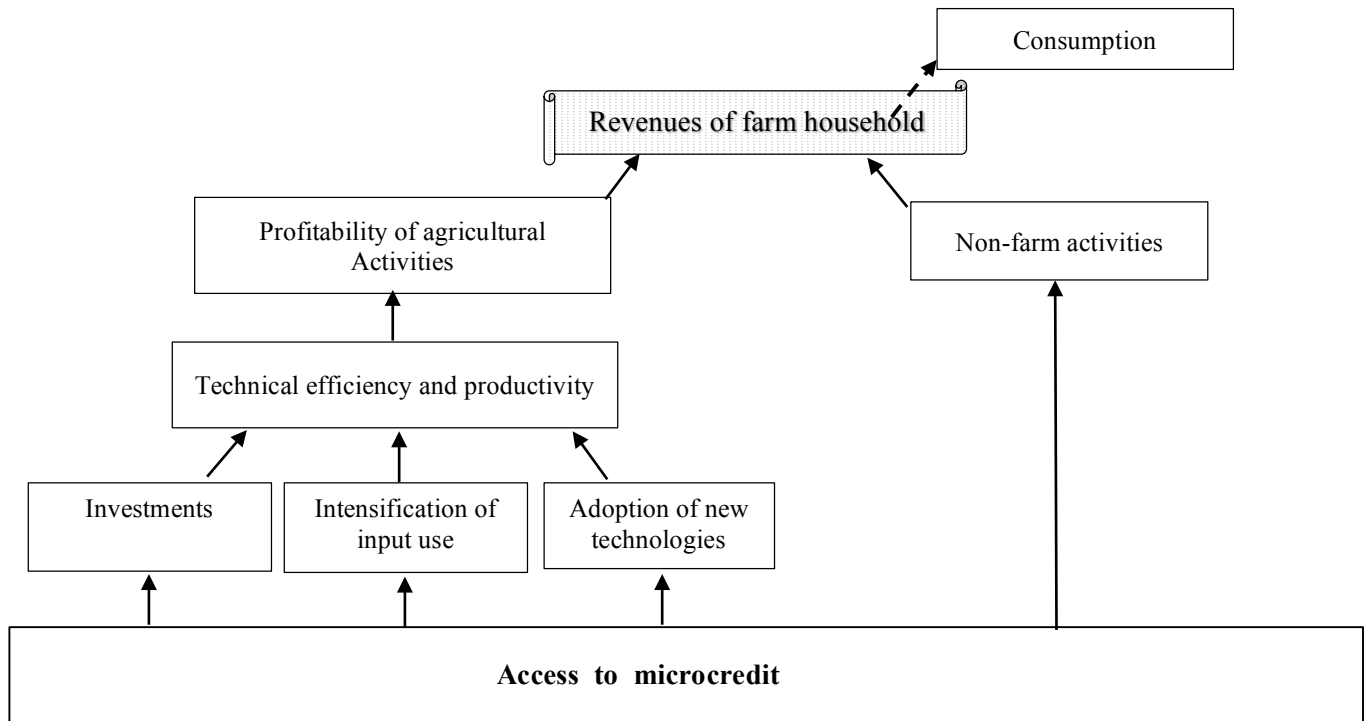 Consumption
Revenues of farm household
Profitability of agricultural
Activities
Non-farm activities
Technical efficiency and productivity
Investments
Intensification of
input use
Adoption of new
technologies
Access to microcredit